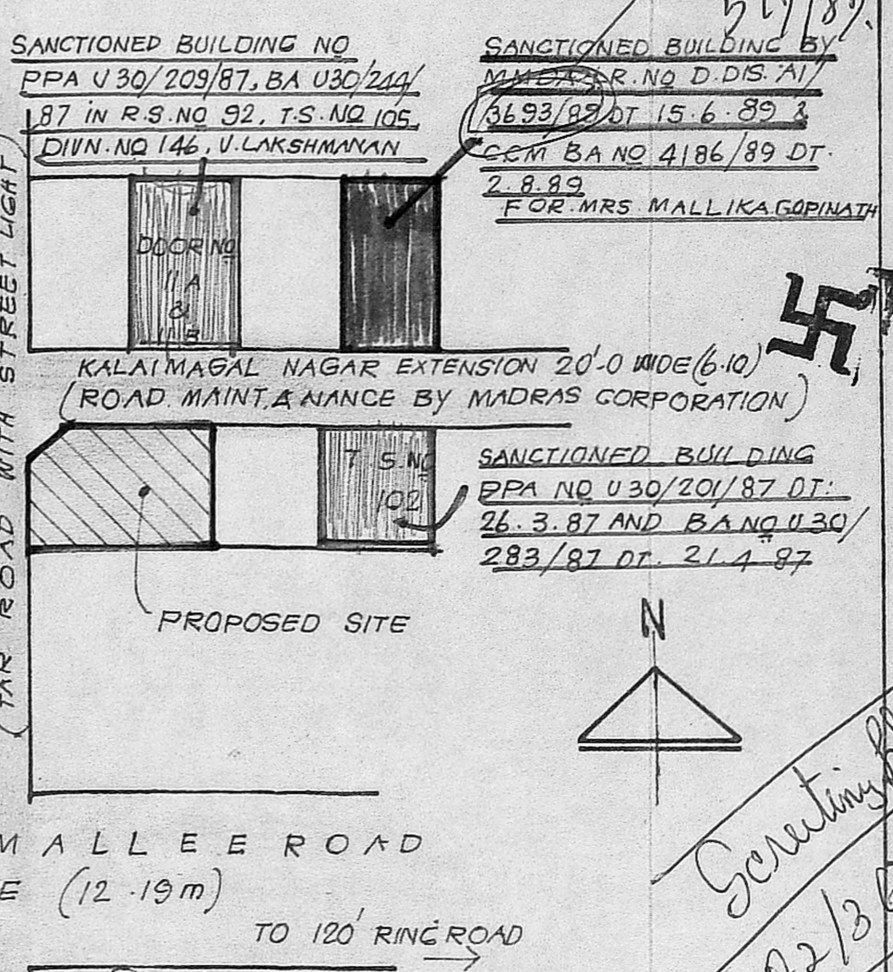 SANCTIONED BUILDING NO
PPA U30/209/87, BA U30/244/
87 IN R.S.NO 92, T.S.NO 105,
DIVN.NO 146, V.LAKSHMANAN
SANCTIONED BUILDING BY
MMDA LR.NO D.DIS.A1/
3693/89 DT 15.6.89 &
CCM BA NO 4186/89 DT.
2.8.89
FOR.MRS.MALLIKA.GOPINATH
DOOR NO
11 A
&
11 B
KALAIMAGAL NAGAR EXTENSION 20'-0 WIDE (6.10)
(ROAD MAINTANANCE BY MADRAS CORPORATION)
(TAR ROAD WITH STREET LIGHT)
T.S.NO
102
SANCTIONED BUILDING
PPA NO U30/201/87 DT:
26.3.87 AND BA NO U30/
283/87 DT. 21.4.87
PROPOSED SITE
N
MALLEE ROAD
E (12.19m)
TO 120' RING ROAD